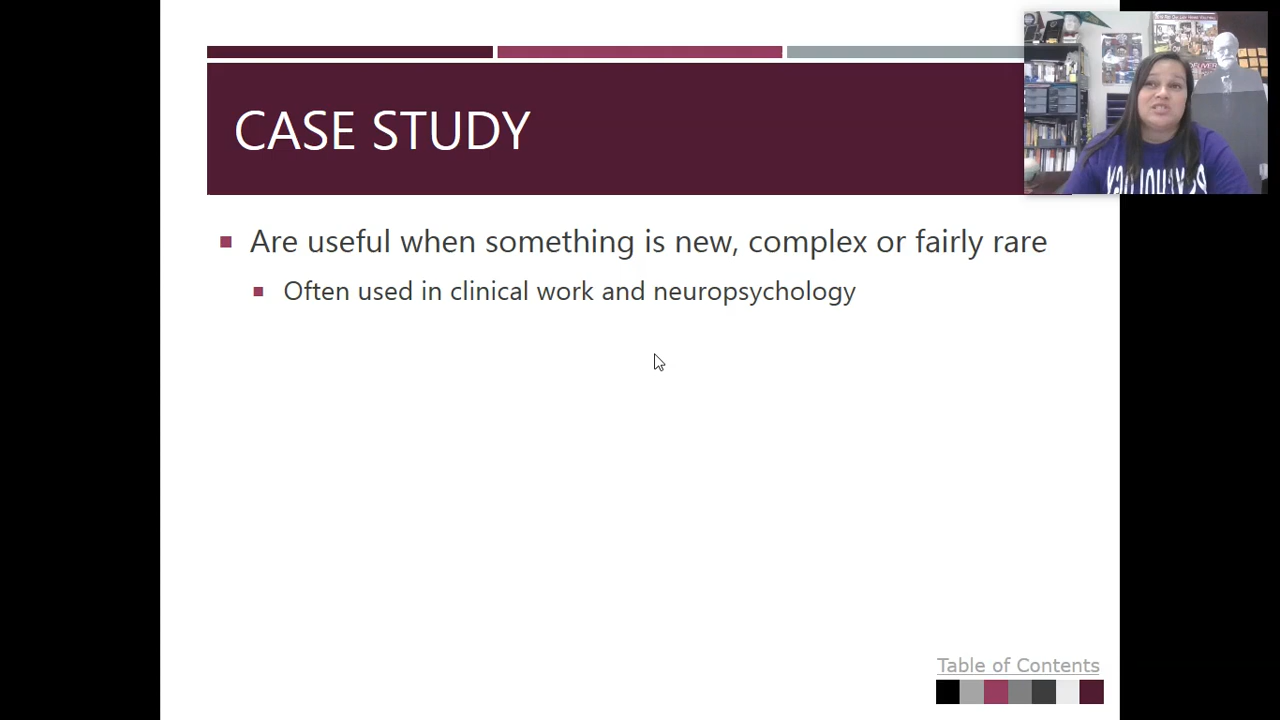 CASE STUDY
Are useful when something is new, complex or fairly rare
Often used in clinical work and neuropsychology
Table of Contents